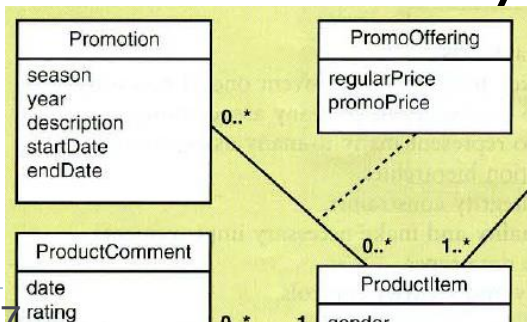 Promotion
season
year
description
startDate
endDate
0..*
PromoOffering
regularPrice
promoPrice
0..*
1..*
ProductComment
date
rating
7
0..*
1
ProductItem
gender